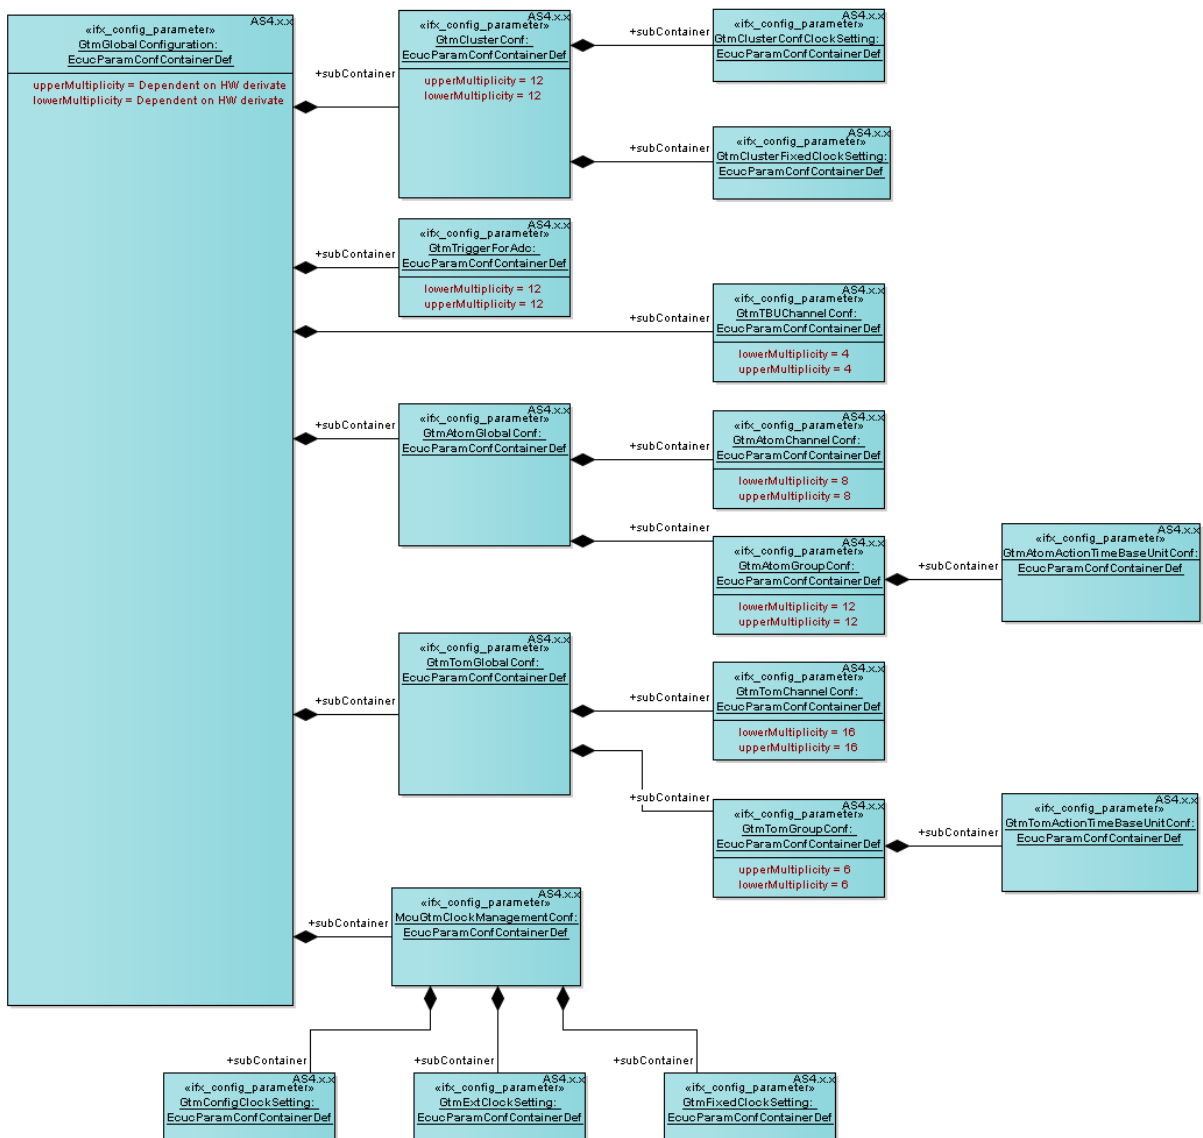 AS4.x.x
«ifx_config_parameter»
GtmGlobalConfiguration:
EcucParamConfContainerDef
upperMultiplicity = Dependent on HW derivate
lowerMultiplicity = Dependent on HW derivate
+subContainer
AS4.x.x
«ifx_config_parameter»
GtmClusterConf:
EcucParamConfContainerDef
upperMultiplicity = 12
lowerMultiplicity = 12
+subContainer
AS4.x.x
«ifx_config_parameter»
GtmClusterConfClockSetting:
EcucParamConfContainerDef
+subContainer
AS4.x.x
«ifx_config_parameter»
GtmClusterFixedClockSetting:
EcucParamConfContainerDef
+subContainer
AS4.x.x
«ifx_config_parameter»
GtmTriggerForAdc:
EcucParamConfContainerDef
lowerMultiplicity = 12
upperMultiplicity = 12
+subContainer
AS4.x.x
«ifx_config_parameter»
GtmTBUChannelConf:
EcucParamConfContainerDef
lowerMultiplicity = 4
upperMultiplicity = 4
+subContainer
AS4.x.x
«ifx_config_parameter»
GtmAtomGlobalConf:
EcucParamConfContainerDef
+subContainer
AS4.x.x
«ifx_config_parameter»
GtmAtomChannelConf:
EcucParamConfContainerDef
lowerMultiplicity = 8
upperMultiplicity = 8
+subContainer
AS4.x.x
«ifx_config_parameter»
GtmAtomGroupConf:
EcucParamConfContainerDef
lowerMultiplicity = 12
upperMultiplicity = 12
+subContainer
AS4.x.x
«ifx_config_parameter»
GtmAtomActionTimeBaseUnitConf:
EcucParamConfContainerDef
+subContainer
AS4.x.x
«ifx_config_parameter»
GtmTomGlobalConf:
EcucParamConfContainerDef
+subContainer
AS4.x.x
«ifx_config_parameter»
GtmTomChannelConf:
EcucParamConfContainerDef
lowerMultiplicity = 16
upperMultiplicity = 16
+subContainer
AS4.x.x
«ifx_config_parameter»
GtmTomGroupConf:
EcucParamConfContainerDef
upperMultiplicity = 6
lowerMultiplicity = 6
+subContainer
AS4.x.x
«ifx_config_parameter»
GtmTomActionTimeBaseUnitConf:
EcucParamConfContainerDef
+subContainer
AS4.x.x
«ifx_config_parameter»
McuGtmClockManagementConf:
EcucParamConfContainerDef
+subContainer
AS4.x.x
«ifx_config_parameter»
GtmConfigClockSetting:
EcucParamConfContainerDef
+subContainer
AS4.x.x
«ifx_config_parameter»
GtmExtClockSetting:
EcucParamConfContainerDef
+subContainer
AS4.x.x
«ifx_config_parameter»
GtmFixedClockSetting:
EcucParamConfContainerDef